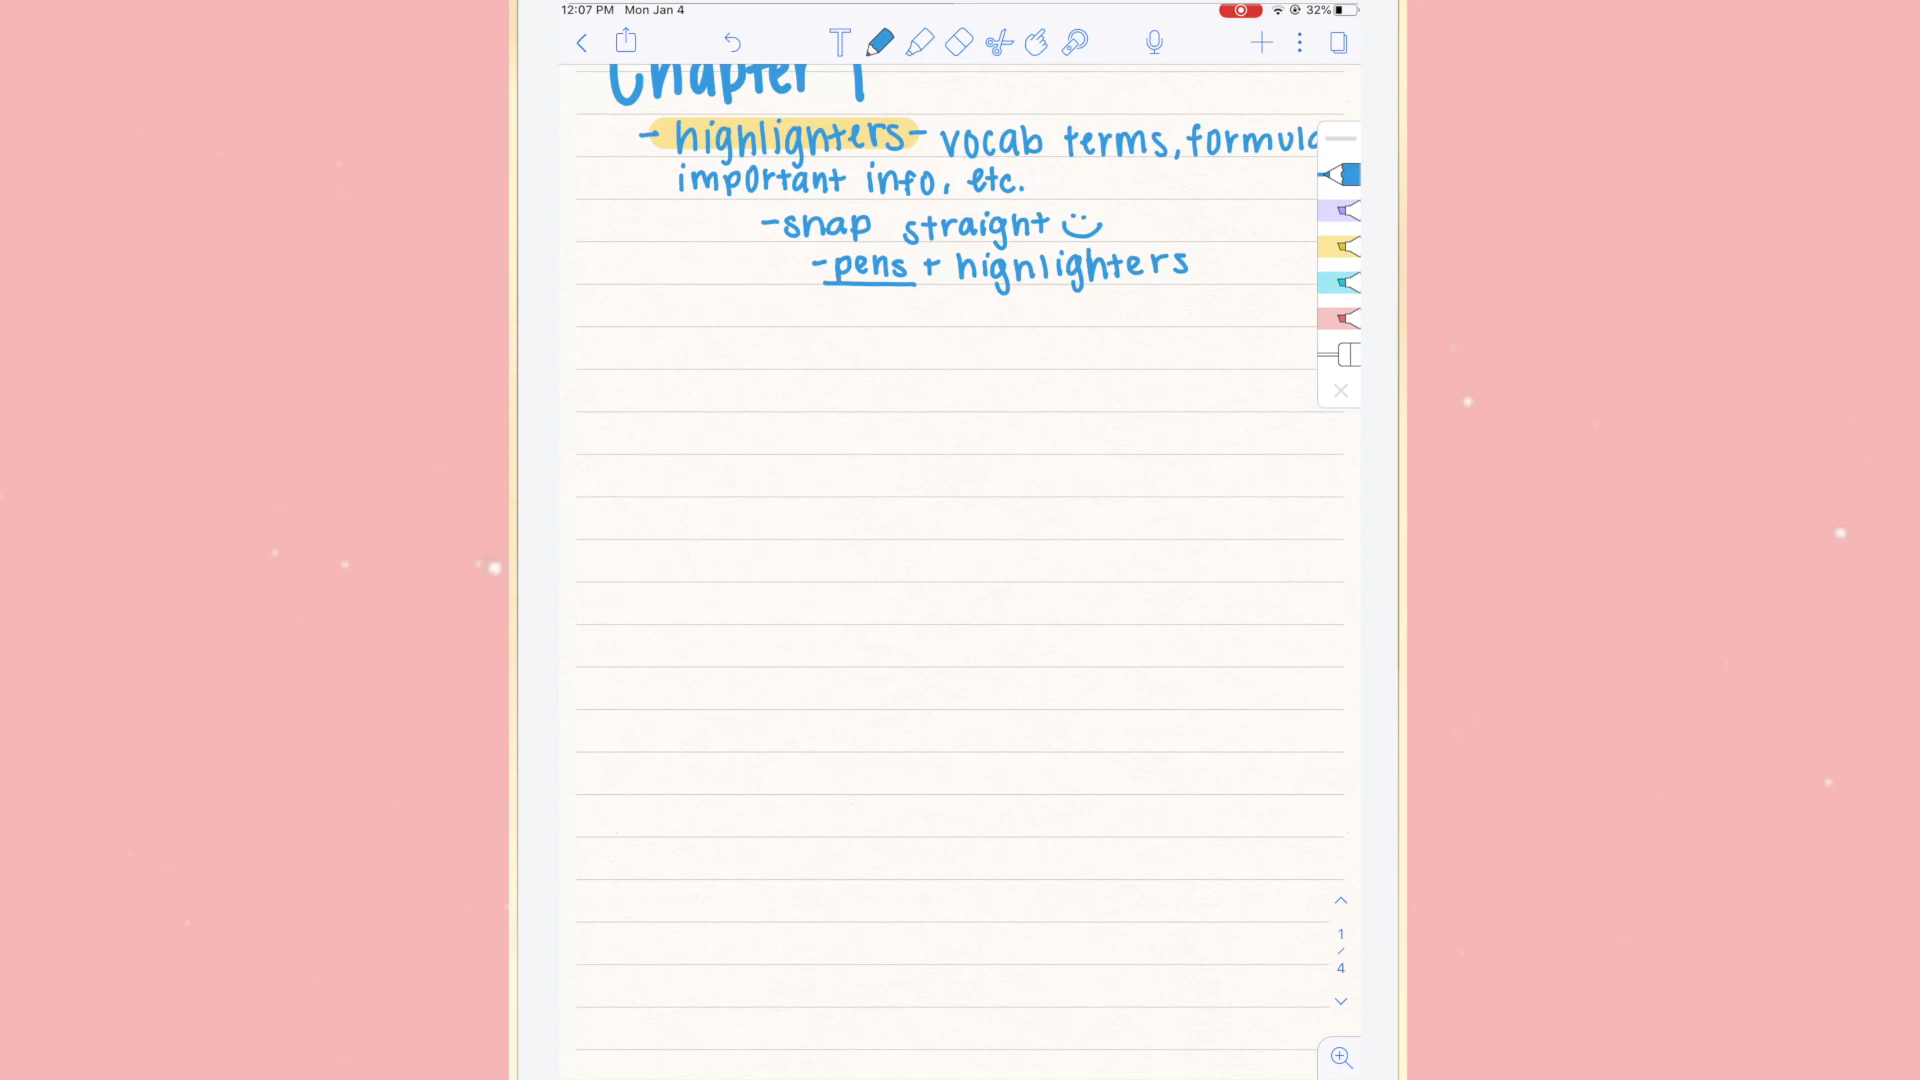 12:07 PM Mon Jan 4
32%
Chapter 1
- highlighters - vocab terms, formula
important info, etc.
- snap straight
- pens + highlighters
1
/
4